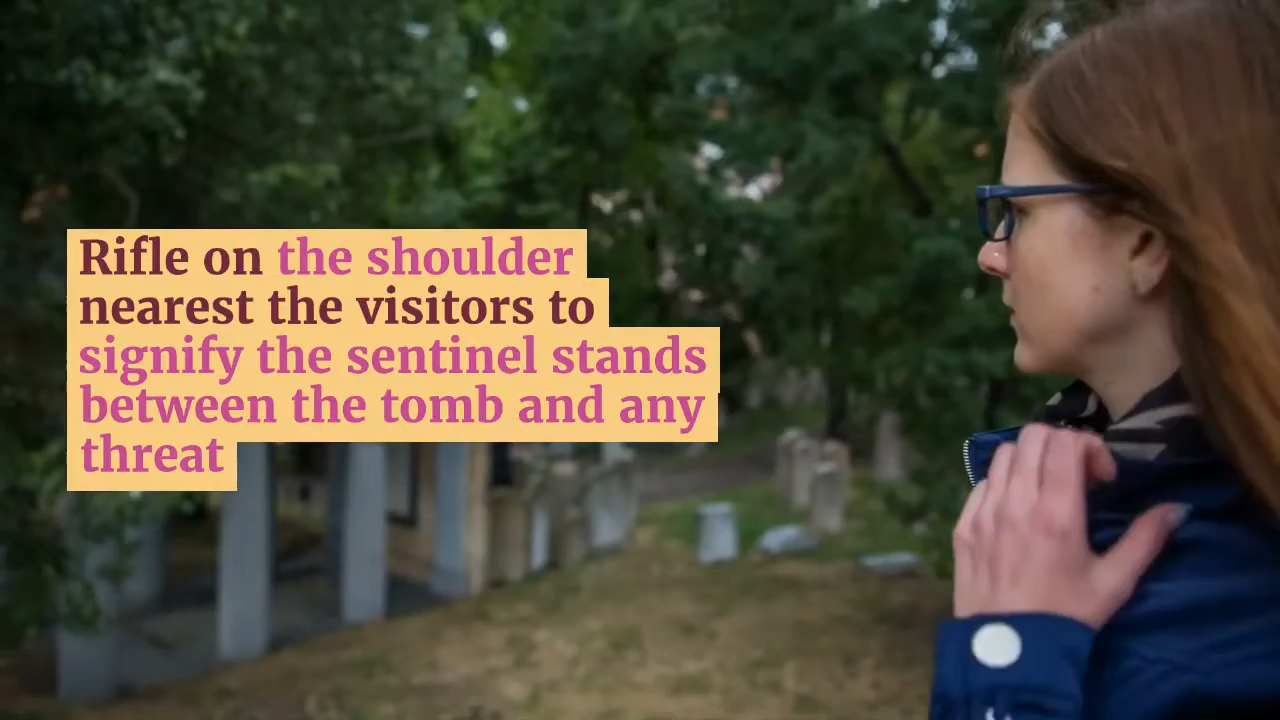 Rifle on the shoulder
nearest the visitors to
signify the sentinel stands
between the tomb and any
threat